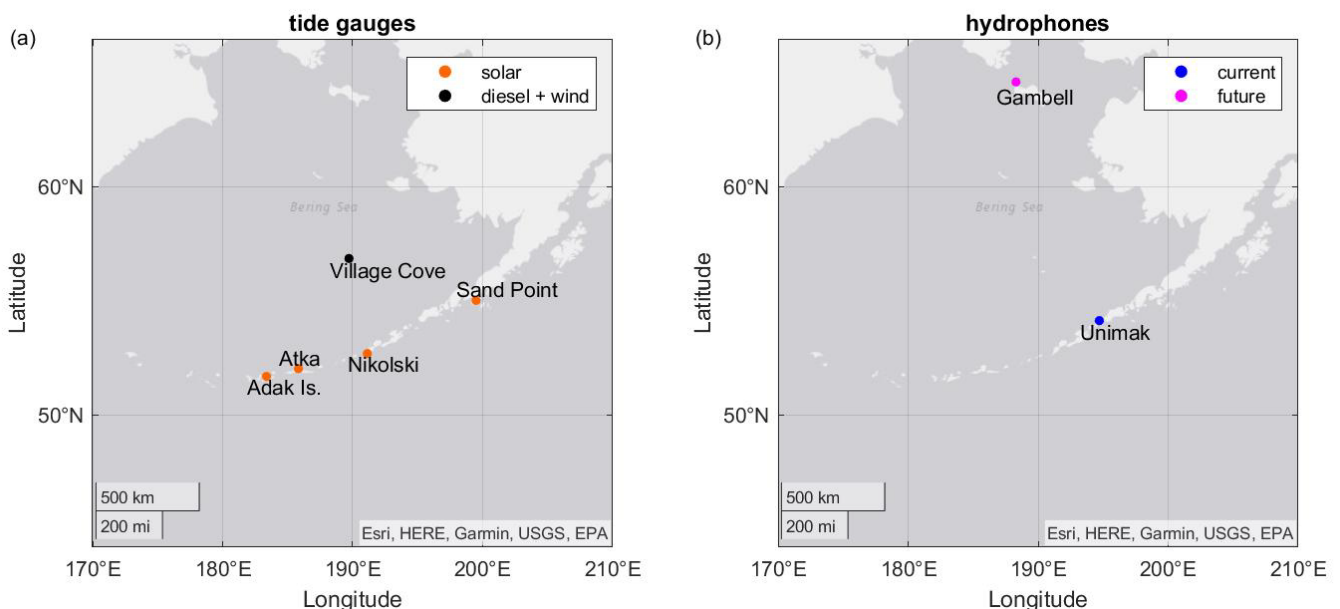 (a)
tide gauges
solar
diesel + wind
60°N
50°N
Latitude
Bering Sea
Village Cove
Sand Point
Atka
Nikolski
Adak Is.
500 km
200 mi
Esri, HERE, Garmin, USGS, EPA
170°E
180°E
190°E
200°E
210°E
Longitude
(b)
hydrophones
current
future
Gambell
60°N
50°N
Latitude
Bering Sea
Unimak
500 km
200 mi
Esri, HERE, Garmin, USGS, EPA
170°E
180°E
190°E
200°E
210°E
Longitude